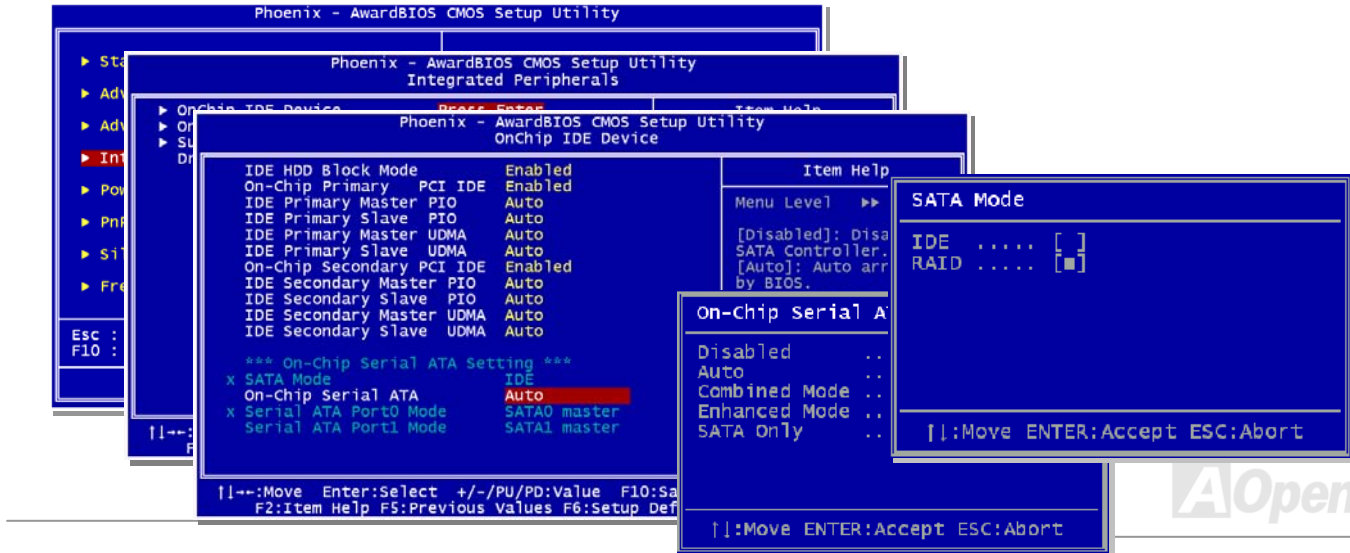 Phoenix - AwardBIOS CMOS Setup Utility
Esc :
F10 :
Phoenix - AwardBIOS CMOS Setup Utility
Integrated Peripherals
OnChip IDE Device Press Enter Item Help
Phoenix - AwardBIOS CMOS Setup Utility
OnChip IDE Device
IDE HDD Block Mode Enabled
On-Chip Primary PCI IDE Enabled
IDE Primary Master PIO Auto
IDE Primary Slave PIO Auto
IDE Primary Master UDMA Auto
IDE Primary Slave UDMA Auto
On-Chip Secondary PCI IDE Enabled
IDE Secondary Master PIO Auto
IDE Secondary Slave PIO Auto
IDE Secondary Master UDMA Auto
IDE Secondary Slave UDMA Auto
*** On-Chip Serial ATA Setting ***
x SATA Mode IDE
On-Chip Serial ATA Auto
x Serial ATA Port0 Mode SATA0 master
Serial ATA Port1 Mode SATA1 master
Item Help
Menu Level ►►
[Disabled]: Disa
SATA Controller.
[Auto]: Auto arr
by BIOS.
↑↓→←:Move Enter:Select +/-/PU/PD:Value F10:Sa
F2:Item Help F5:Previous Values F6:Setup Def
On-Chip Serial A
Disabled ..
Auto ..
Combined Mode ..
Enhanced Mode ..
SATA Only ..
↑↓:Move ENTER:Accept ESC:Abort
SATA Mode
IDE ..... [ ]
RAID ..... [■]
↑↓:Move ENTER:Accept ESC:Abort
AOpen